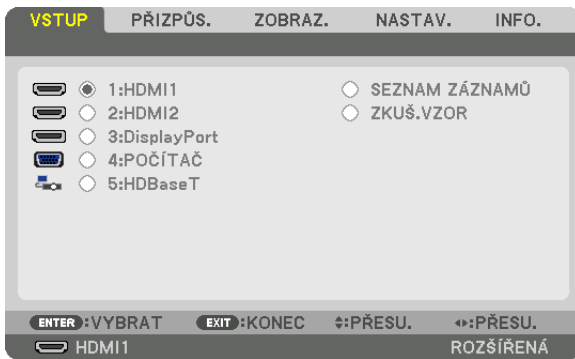 VSTUP PŘIZPŮS. ZOBRAZ. NASTAV. INFO.
1:HDMI1 SEZNAM ZÁZNAMŮ
2:HDMI2 ZKUŠ.VZOR
3:DisplayPort
4:POČÍTAČ
5:HDBaseT
ENTER :VYBRAT EXIT :KONEC :PŘESU. :PŘESU.
HDMI1 ROZŠÍŘENÁ